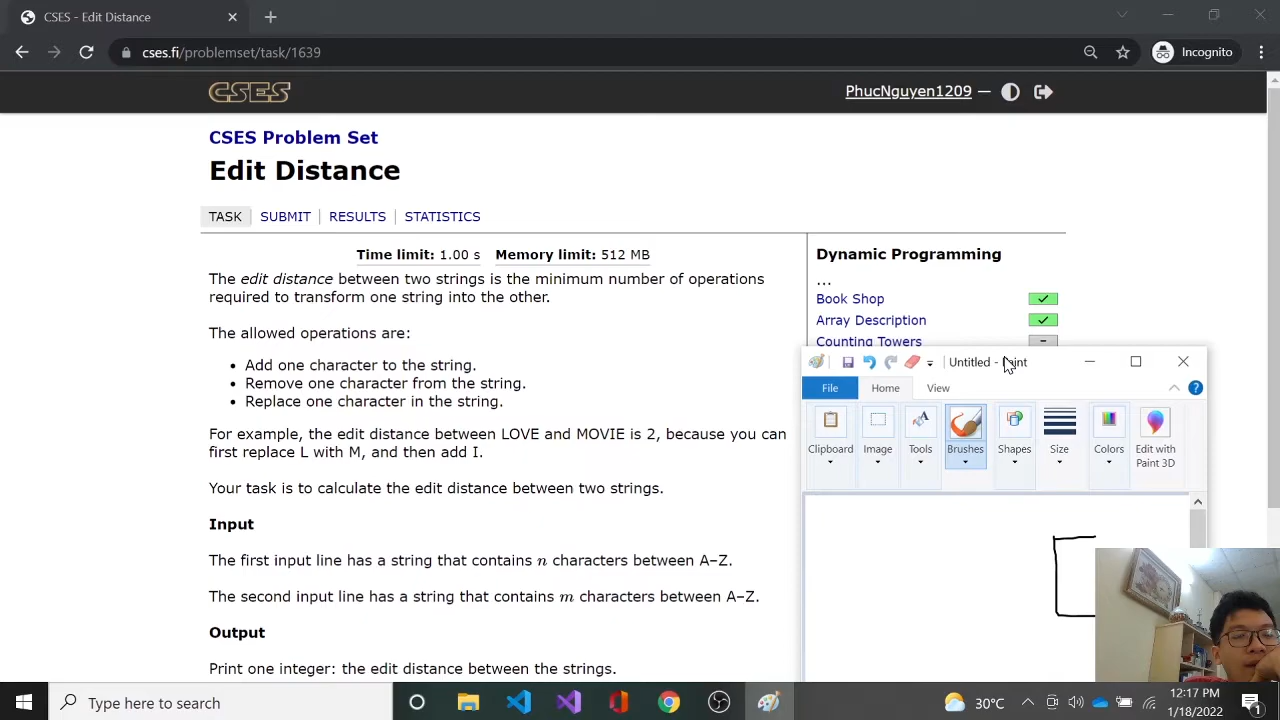 CSES - Edit Distance
cses.fi/problemset/task/1639
Incognito
CSES
PhucNguyen1209 —
CSES Problem Set
Edit Distance
TASK
SUBMIT
RESULTS
STATISTICS
Time limit: 1.00 s Memory limit: 512 MB
The edit distance between two strings is the minimum number of operations
required to transform one string into the other.
The allowed operations are:
• Add one character to the string.
• Remove one character from the string.
• Replace one character in the string.
For example, the edit distance between LOVE and MOVIE is 2, because you can
first replace L with M, and then add I.
Your task is to calculate the edit distance between two strings.
Input
The first input line has a string that contains n characters between A–Z.
The second input line has a string that contains m characters between A–Z.
Output
Print one integer: the edit distance between the strings.
Dynamic Programming
...
Book Shop
Array Description
Counting Towers
Untitled - Paint
File
Home
View
Clipboard
Image
Tools
Brushes
Shapes
Size
Colors
Edit with
Paint 3D
Type here to search
30°C
12:17 PM
1/18/2022
1